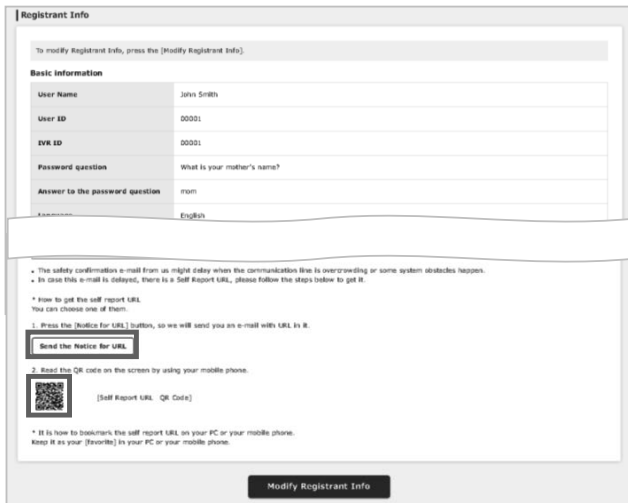 Registrant Info
To modify Registrant Info, press the [Modify Registrant Info].
Basic information
User Name John Smith
User ID 00001
IVR ID 00001
Password question What is your mother's name?
Answer to the password question mom
Language English
• The safety confirmation e-mail from us might delay when the communication line is overcrowding or some system obstacles happen.
• In case this e-mail is delayed, there is a Self Report URL, please follow the steps below to get it.
* How to get the self report URL
You can choose one of them.
1. Press the [Notice for URL] button, so we will send you an e-mail with URL in it.
Send the Notice for URL
2. Read the QR code on the screen by using your mobile phone.
[Self Report URL QR Code]
* It is how to bookmark the self report URL on your PC or your mobile phone.
Keep it as your [favorite] in your PC or your mobile phone.
Modify Registrant Info